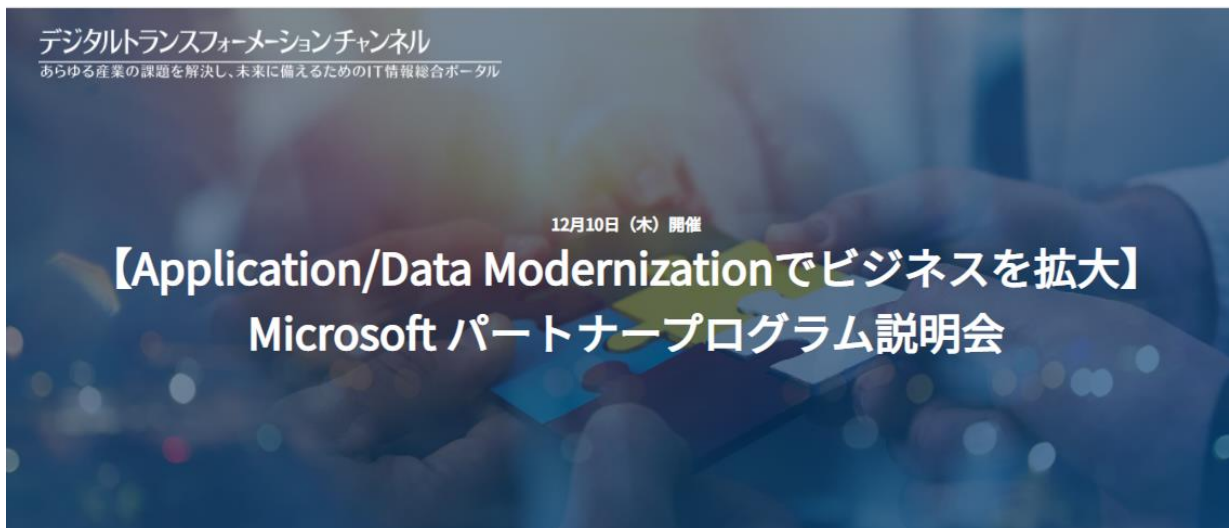 デジタルトランスフォーメーションチャンネル
あらゆる産業の課題を解決し、未来に備えるためのIT情報総合ポータル
12月10日（木）開催
【Application/Data Modernizationでビジネスを拡大】
Microsoft パートナープログラム説明会